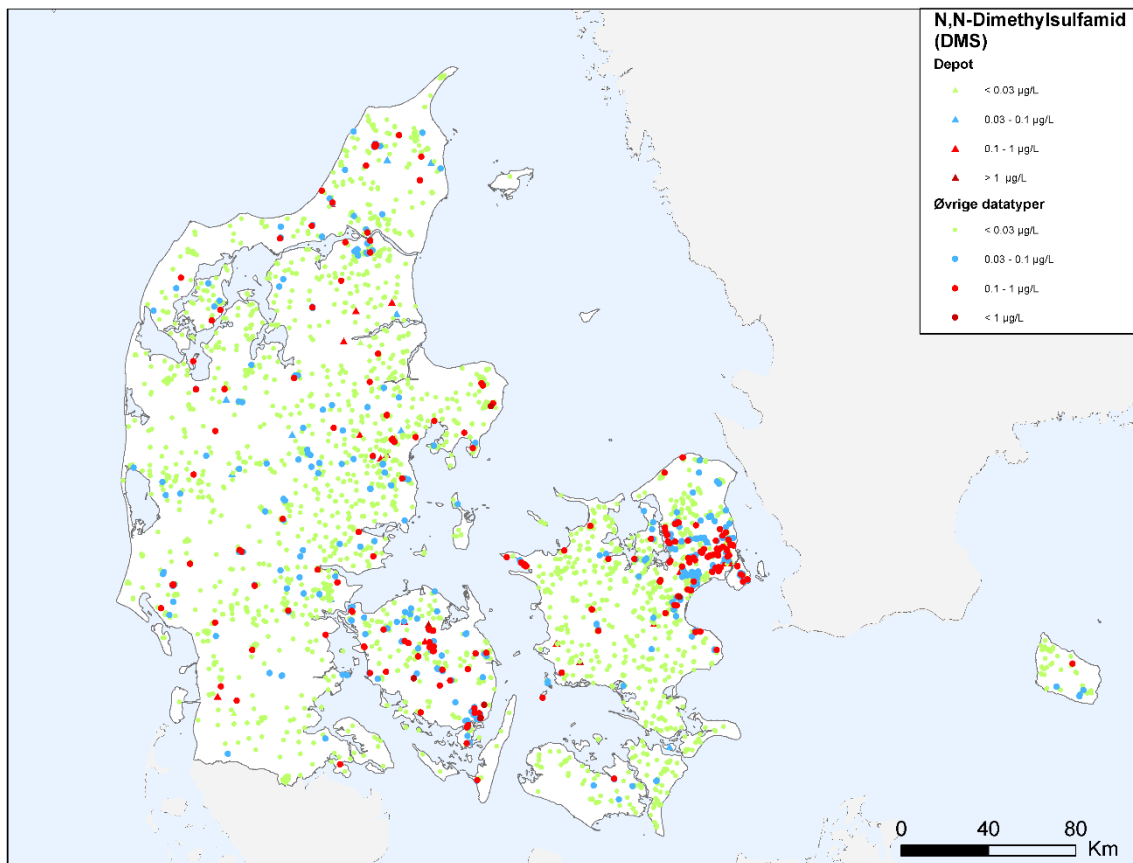 N,N-Dimethylsulfamid
(DMS)
Depot
< 0.03 µg/L
0.03 - 0.1 µg/L
0.1 - 1 µg/L
> 1 µg/L
Øvrige datatyper
< 0.03 µg/L
0.03 - 0.1 µg/L
0.1 - 1 µg/L
< 1 µg/L
0 40 80
Km